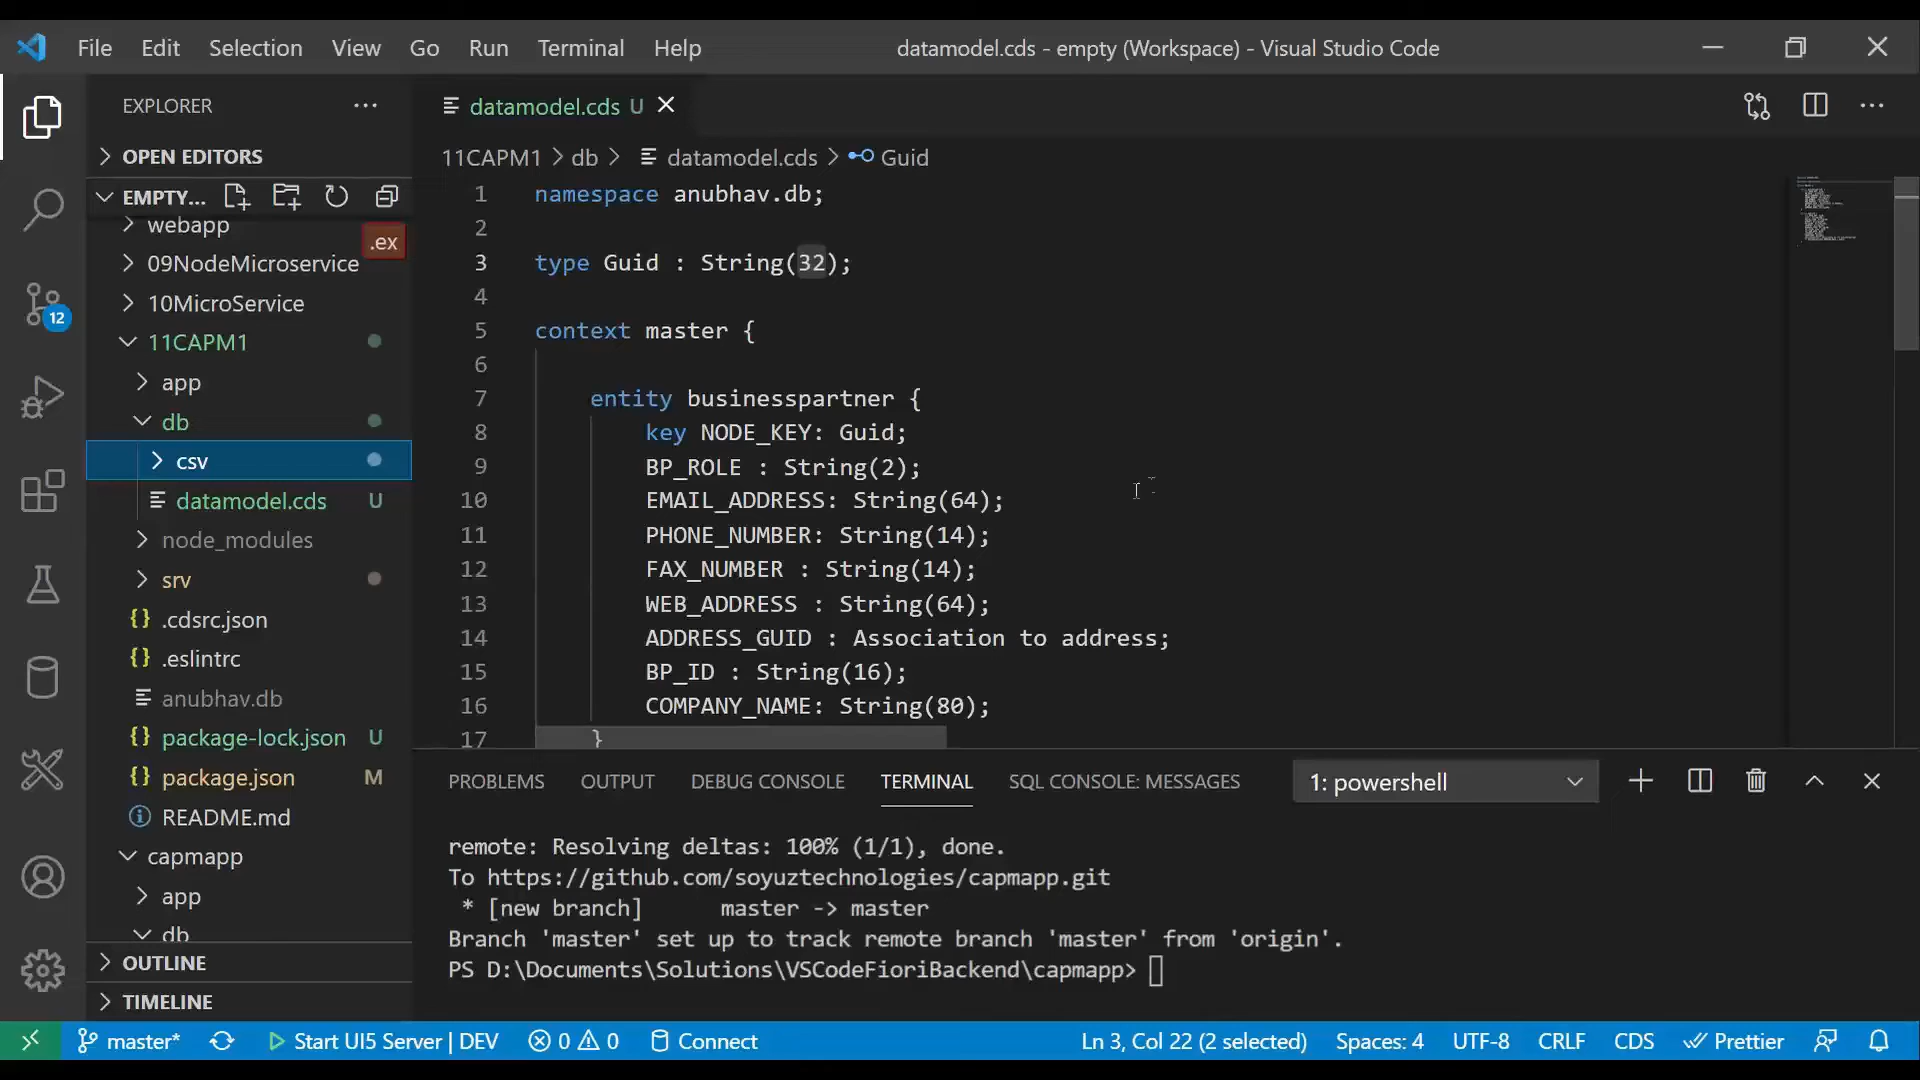 File Edit Selection View Go Run Terminal Help
datamodel.cds - empty (Workspace) - Visual Studio Code
EXPLORER
OPEN EDITORS
EMPTY...
webapp
.ex
09NodeMicroservice
10MicroService
11CAPM1
app
db
csv
datamodel.cds U
node_modules
srv
.cdsrc.json
.eslintrc
anubhav.db
package-lock.json U
package.json M
README.md
capmapp
app
db
OUTLINE
TIMELINE
12
datamodel.cds U
11CAPM1 > db > datamodel.cds > Guid
1 namespace anubhav.db;
2
3 type Guid : String(32);
4
5 context master {
6
7 entity businesspartner {
8 key NODE_KEY: Guid;
9 BP_ROLE : String(2);
10 EMAIL_ADDRESS: String(64);
11 PHONE_NUMBER: String(14);
12 FAX_NUMBER : String(14);
13 WEB_ADDRESS : String(64);
14 ADDRESS_GUID : Association to address;
15 BP_ID : String(16);
16 COMPANY_NAME: String(80);
17 }
PROBLEMS OUTPUT DEBUG CONSOLE TERMINAL SQL CONSOLE: MESSAGES 1: powershell
remote: Resolving deltas: 100% (1/1), done.
To https://github.com/soyuztechnologies/capmapp.git
* [new branch] master -> master
Branch 'master' set up to track remote branch 'master' from 'origin'.
PS D:\Documents\Solutions\VSCodeFioriBackend\capmapp>
master* Start UI5 Server | DEV 0 0 Connect Ln 3, Col 22 (2 selected) Spaces: 4 UTF-8 CRLF CDS Prettier